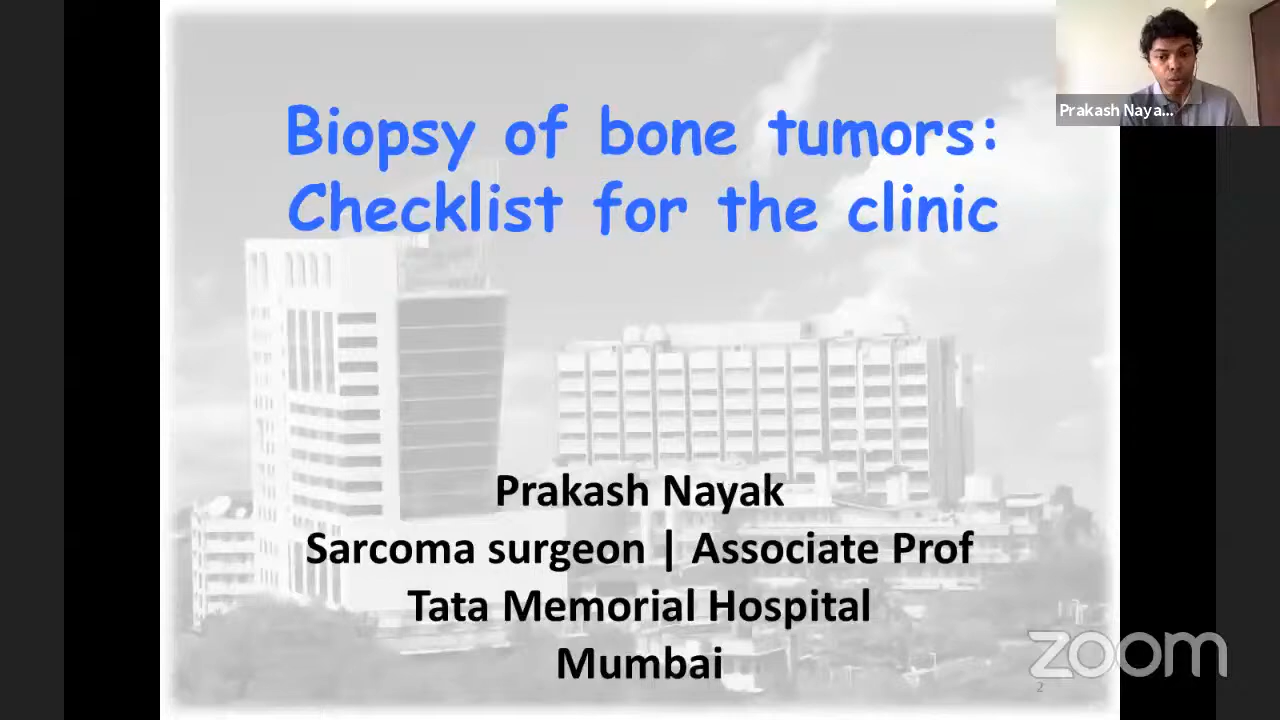 Prakash Naya...
Biopsy of bone tumors:
Checklist for the clinic
Prakash Nayak
Sarcoma surgeon | Associate Prof
Tata Memorial Hospital
Mumbai
zoom
2